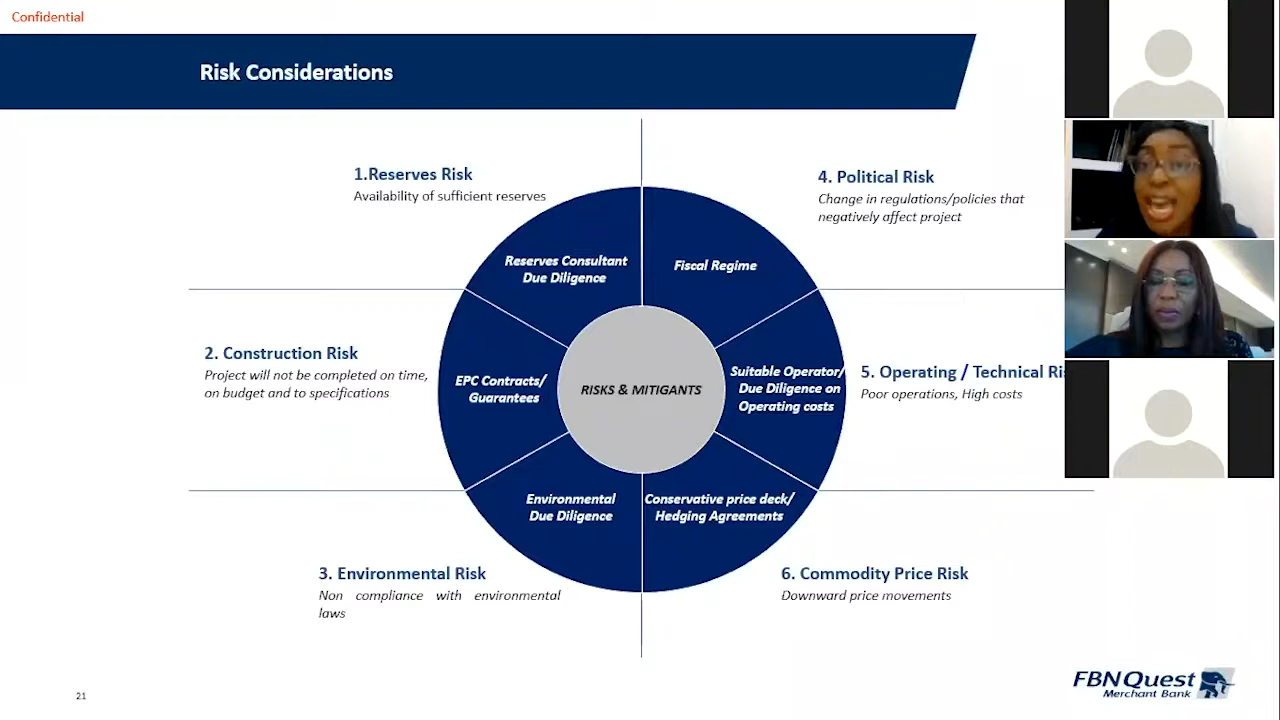 Confidential
Risk Considerations
1.Reserves Risk
Availability of sufficient reserves
4. Political Risk
Change in regulations/policies that
negatively affect project
Reserves Consultant
Due Diligence
Fiscal Regime
2. Construction Risk
Project will not be completed on time,
on budget and to specifications
EPC Contracts/
Guarantees
RISKS & MITIGANTS
Suitable Operator/
Due Diligence on
Operating costs
5. Operating / Technical
Poor operations, High costs
Environmental
Due Diligence
Conservative price deck/
Hedging Agreements
3. Environmental Risk
Non compliance with environmental
laws
6. Commodity Price Risk
Downward price movements
21
FBNQuest
Merchant Bank